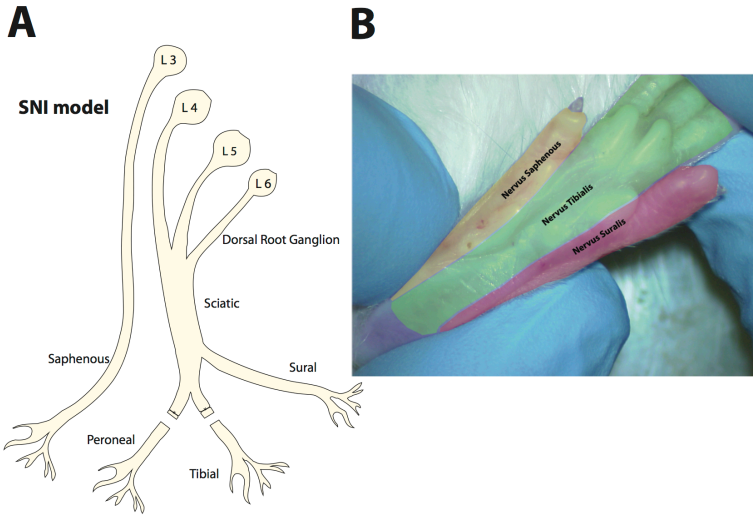 A
SNI model
L 3
L 4
L 5
L 6
Dorsal Root Ganglion
Sciatic
Saphenous
Sural
Peroneal
Tibial
B
Nervus Saphenous
Nervus Tibialis
Nervus Suralis